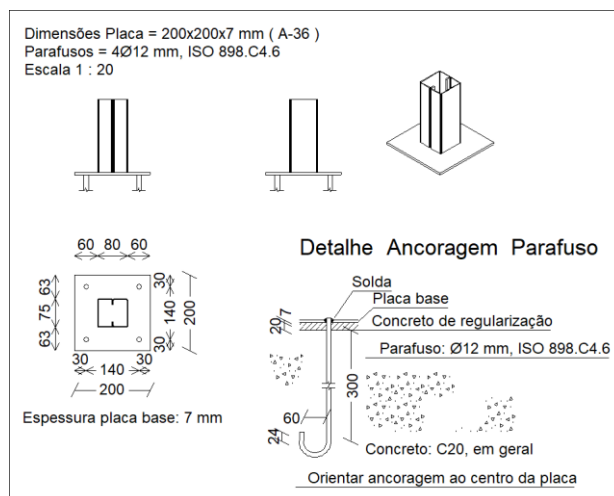 Dimensões Placa = 200x200x7 mm ( A-36 )
Parafusos = 4Ø12 mm, ISO 898.C4.6
Escala 1 : 20
60 80 60
63
75
63
30
140
30
200
30 30
140
200
Espessura placa base: 7 mm
Detalhe Ancoragem Parafuso
Solda
Placa base
20 7
Concreto de regularização
Parafuso: Ø12 mm, ISO 898.C4.6
300
60
24
Concreto: C20, em geral
Orientar ancoragem ao centro da placa